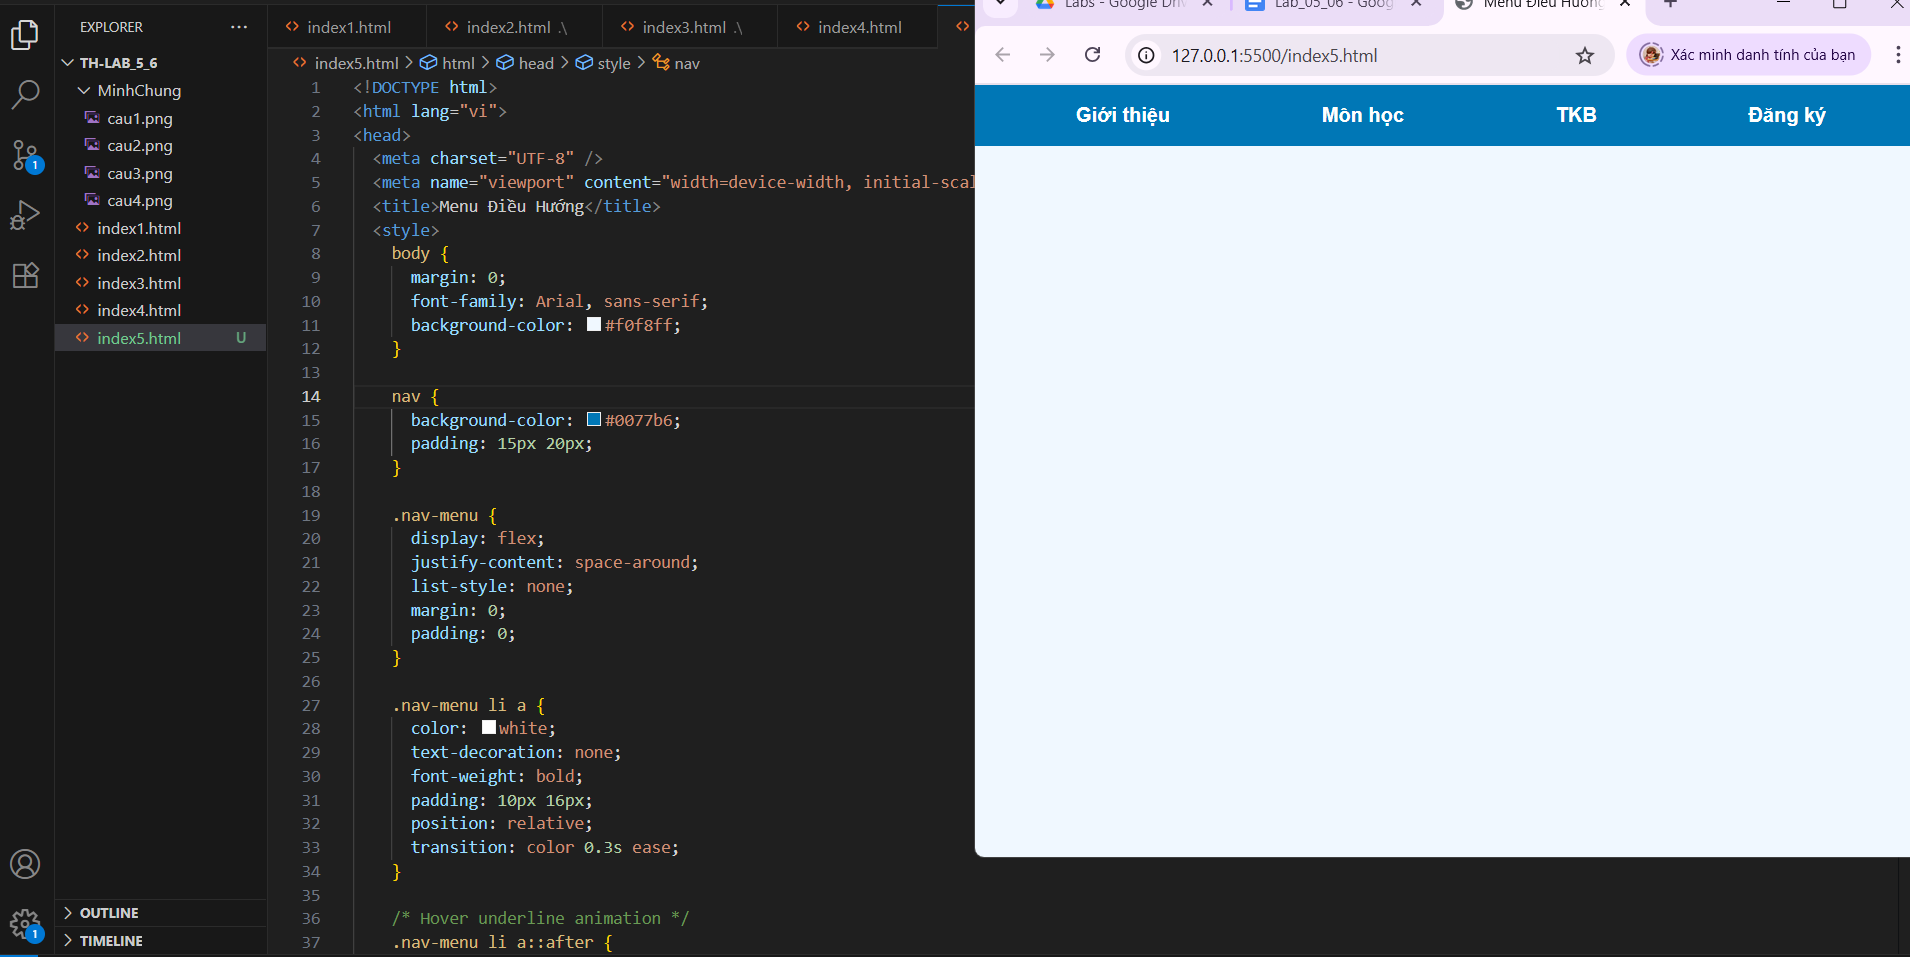 EXPLORER
TH-LAB_5_6
MinhChung
cau1.png
cau2.png
cau3.png
cau4.png
index1.html
index2.html
index3.html
index4.html
index5.html U
OUTLINE
TIMELINE
1
1
index1.html
index2.html .\
index3.html .\
index4.html
index5.html > html > head > style > nav
1 <!DOCTYPE html>
2 <html lang="vi">
3 <head>
4 <meta charset="UTF-8" />
5 <meta name="viewport" content="width=device-width, initial-scal
6 <title>Menu Điều Hướng</title>
7 <style>
8 body {
9 margin: 0;
10 font-family: Arial, sans-serif;
11 background-color: #f0f8ff;
12 }
13
14 nav {
15 background-color: #0077b6;
16 padding: 15px 20px;
17 }
18
19 .nav-menu {
20 display: flex;
21 justify-content: space-around;
22 list-style: none;
23 margin: 0;
24 padding: 0;
25 }
26
27 .nav-menu li a {
28 color: white;
29 text-decoration: none;
30 font-weight: bold;
31 padding: 10px 16px;
32 position: relative;
33 transition: color 0.3s ease;
34 }
35
36 /* Hover underline animation */
37 .nav-menu li a::after {
Labs - Google Driv
Lab_05_06 - Goog
Menu Điều Hướng
127.0.0.1:5500/index5.html
Xác minh danh tính của bạn
Giới thiệu
Môn học
TKB
Đăng ký